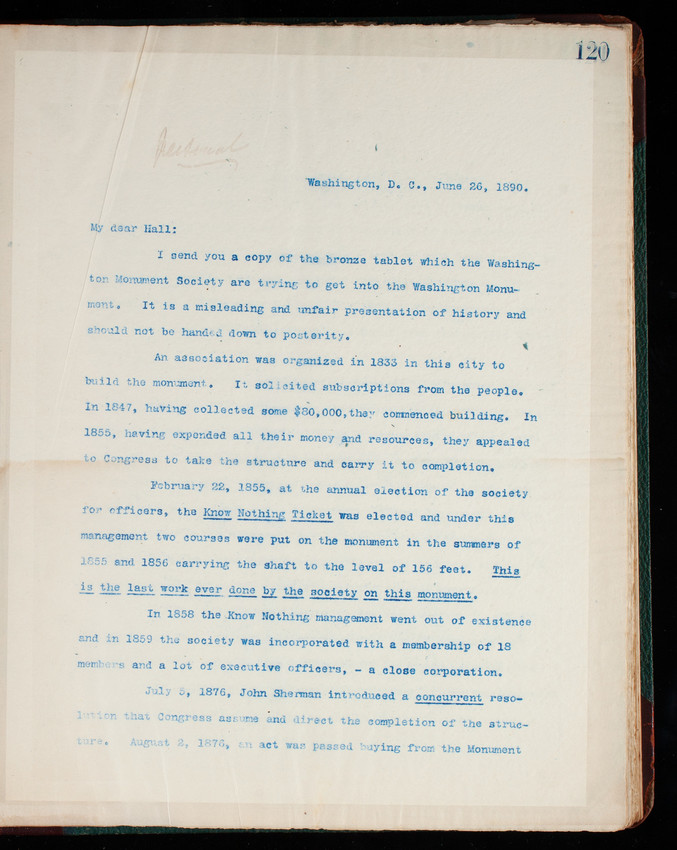 120
Personal
Washington, D. C., June 26, 1890.
My dear Hall:
I send you a copy of the bronze tablet which the Washing-
ton Monument Society are trying to get into the Washington Monu-
ment. It is a misleading and unfair presentation of history and
should not be handed down to posterity.
An association was organized in 1833 in this city to
build the monument. It solicited subscriptions from the people.
In 1847, having collected some $80,000, they commenced building. In
1855, having expended all their money and resources, they appealed
to Congress to take the structure and carry it to completion.
February 22, 1855, at the annual election of the society
for officers, the Know Nothing Ticket was elected and under this
management two courses were put on the monument in the summers of
1855 and 1856 carrying the shaft to the level of 156 feet. This
is the last work ever done by the society on this monument.
In 1858 the Know Nothing management went out of existence
and in 1859 the society was incorporated with a membership of 18
members and a lot of executive officers, - a close corporation.
July 5, 1876, John Sherman introduced a concurrent reso-
lution that Congress assume and direct the completion of the struc-
ture. August 2, 1876, an act was passed buying from the Monument